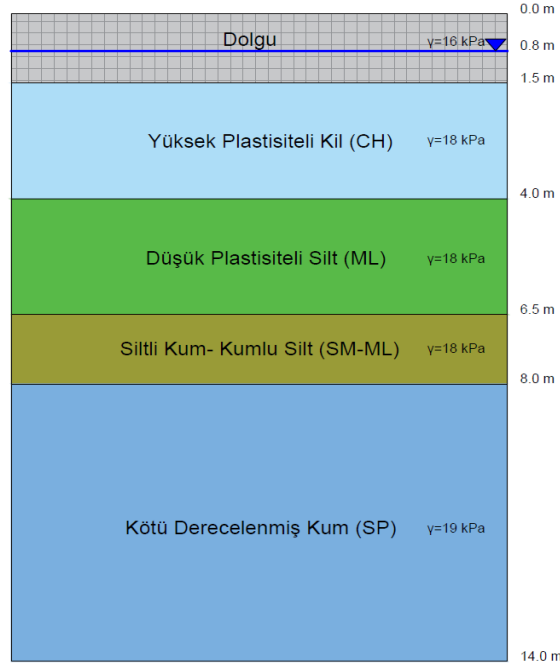 0.0 m
Dolgu γ=16 kPa 0.8 m
1.5 m
Yüksek Plastisiteli Kil (CH) γ=18 kPa
4.0 m
Düşük Plastisiteli Silt (ML) γ=18 kPa
6.5 m
Siltli Kum- Kumlu Silt (SM-ML) γ=18 kPa
8.0 m
Kötü Derecelenmiş Kum (SP) γ=19 kPa
14.0 m